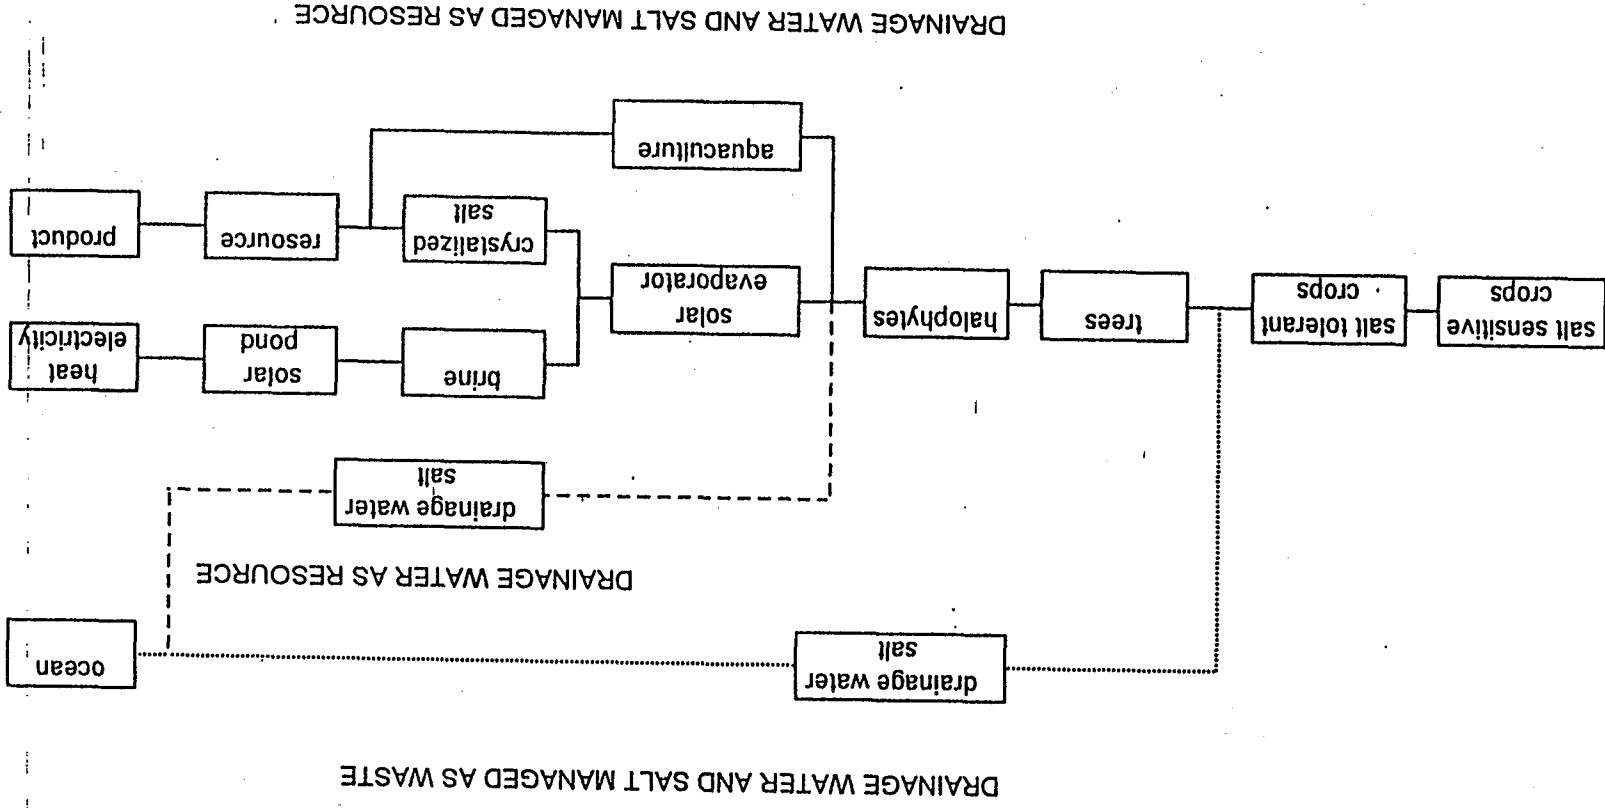 DRAINAGE WATER AND SALT MANAGED AS WASTE
drainage water
salt
ocean
DRAINAGE WATER AS RESOURCE
drainage water
salt
salt sensitive
crops
salt tolerant
crops
trees
halophytes
solar
evaporator
brine
solar
pond
heat
electricity
crystalized
salt
resource
product
aquaculture
DRAINAGE WATER AND SALT MANAGED AS RESOURCE